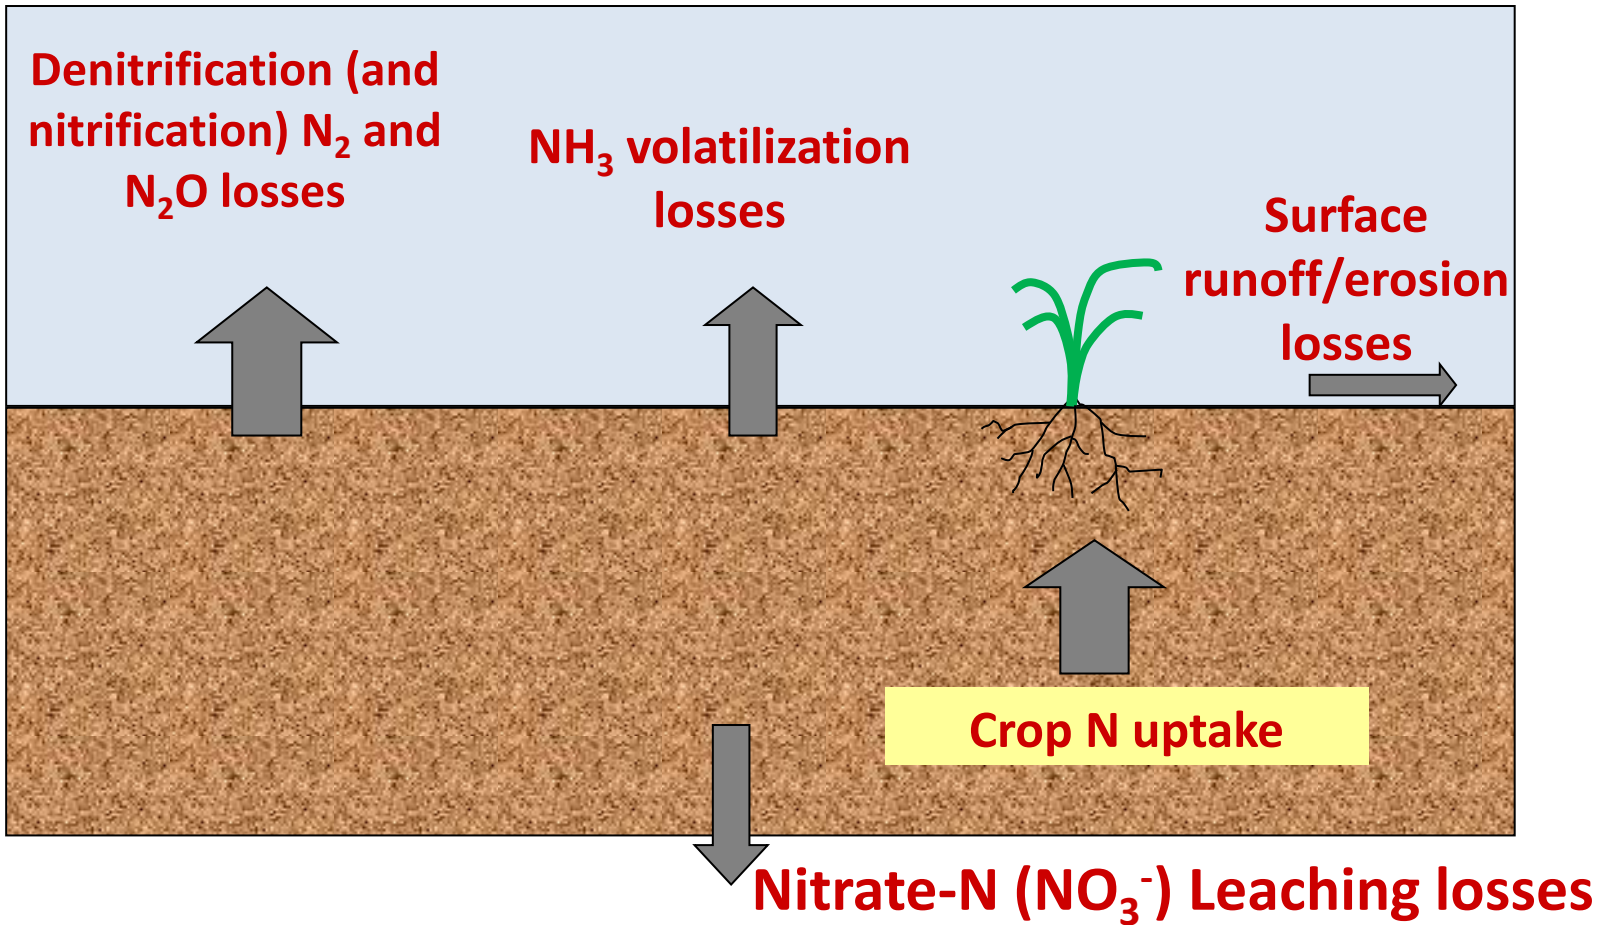 Denitrification (and
nitrification) N₂ and
N₂O losses
NH₃ volatilization
losses
Surface
runoff/erosion
losses
Crop N uptake
Nitrate-N (NO₃⁻) Leaching losses